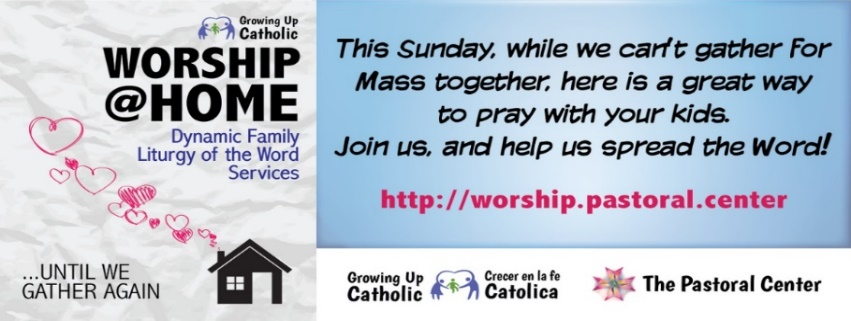 Growing Up
Catholic
WORSHIP
@HOME
Dynamic Family
Liturgy of the Word
Services
...UNTIL WE
GATHER AGAIN
This Sunday, while we can't gather for
Mass together, here is a great way
to pray with your kids.
Join us, and help us spread the Word!
http://worship.pastoral.center
Growing Up
Catholic
Crecer en la fe
Catolica
The Pastoral Center